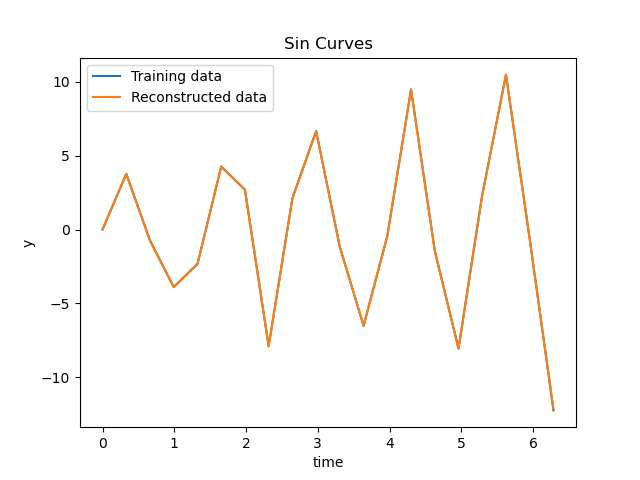 Sin Curves
Training data
Reconstructed data
10
5
0
−5
−10
y
0 1 2 3 4 5 6
time